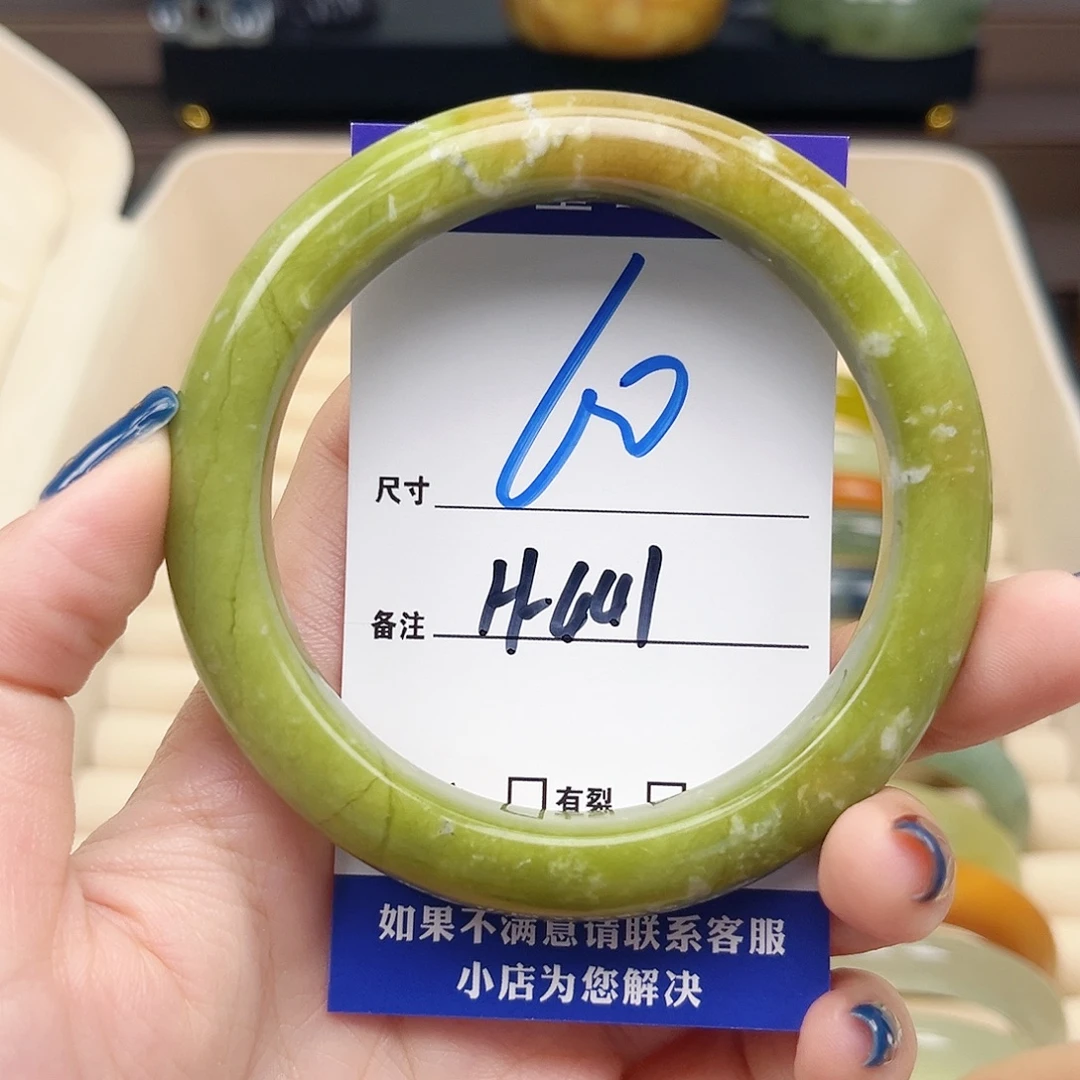 尺寸 60
备注 H-641
有裂
如果不满意请联系客服
小店为您解决